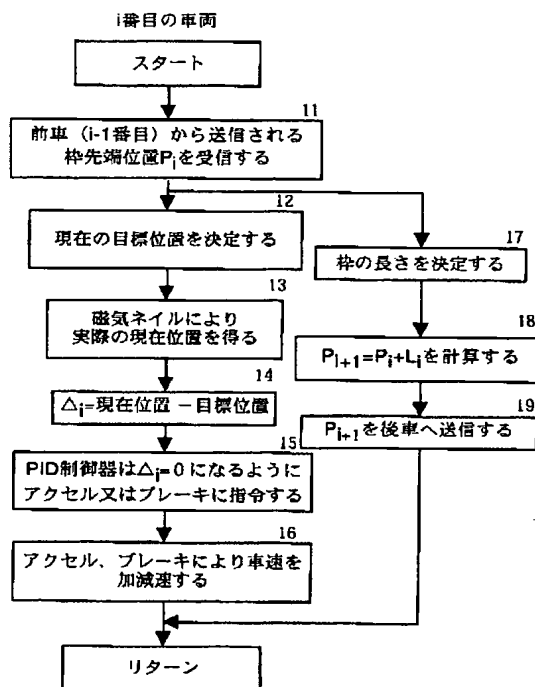 i番目の車両
スタート
11
前車（i-1番目）から送信される
枠先端位置Piを受信する
12
現在の目標位置を決定する
13
磁気ネイルにより
実際の現在位置を得る
14
△i=現在位置－目標位置
15
PID制御器は△i=0になるように
アクセル又はブレーキに指令する
16
アクセル、ブレーキにより車速を
加減速する
17
枠の長さを決定する
18
Pi+1=Pi+Liを計算する
19
Pi+1を後車へ送信する
リターン